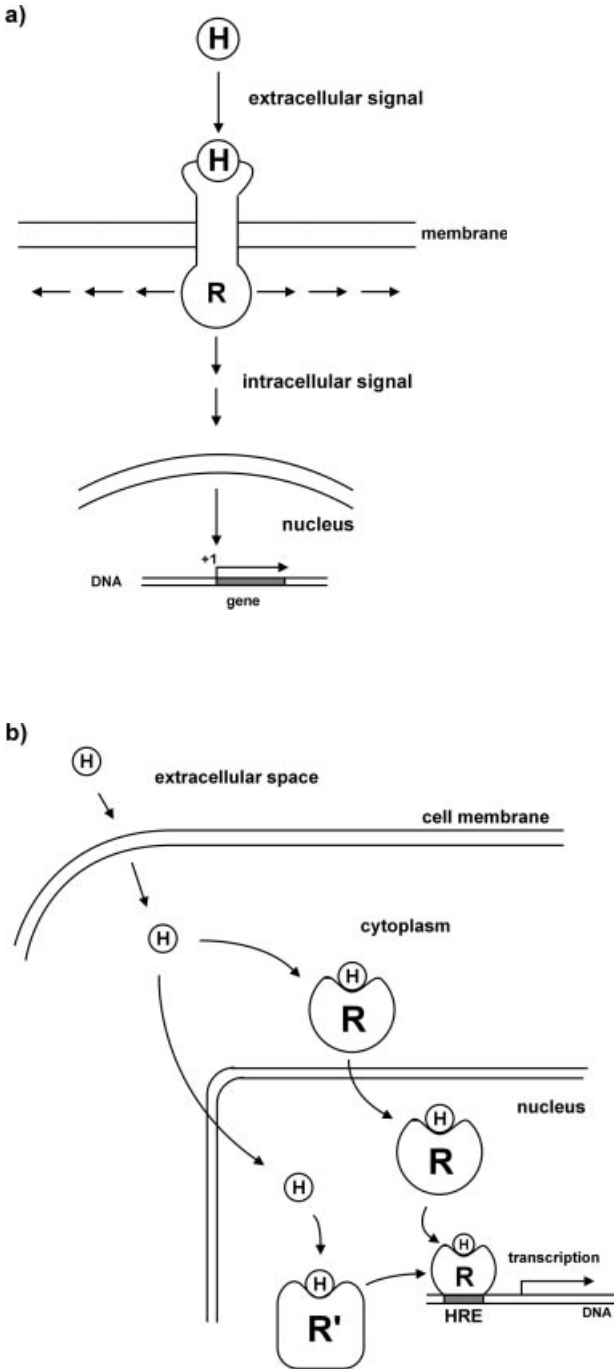 a)
H
extracellular signal
H
membrane
R
intracellular signal
nucleus
+1
DNA
gene
b)
H
extracellular space
cell membrane
H
cytoplasm
H
R
nucleus
H
R
H
H
transcription
R
H
HRE
DNA
R'